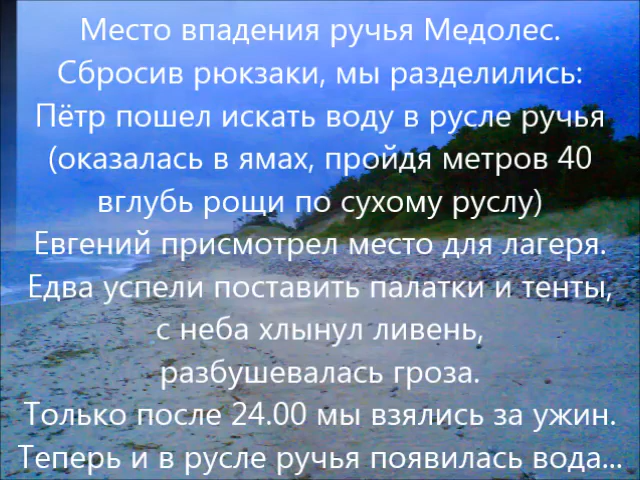 Место впадения ручья Медолес.
Сбросив рюкзаки, мы разделились:
Пётр пошел искать воду в русле ручья
(оказалась в ямах, пройдя метров 40
вглубь рощи по сухому руслу)
Евгений присмотрел место для лагеря.
Едва успели поставить палатки и тенты,
с неба хлынул ливень,
разбушевалась гроза.
Только после 24.00 мы взялись за ужин.
Теперь и в русле ручья появилась вода...